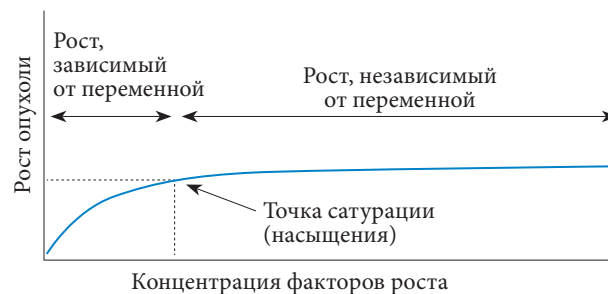 Рост,
зависимый
от переменной
Рост, независимый
от переменной
Рост опухоли
Точка сатурации
(насыщения)
Концентрация факторов роста